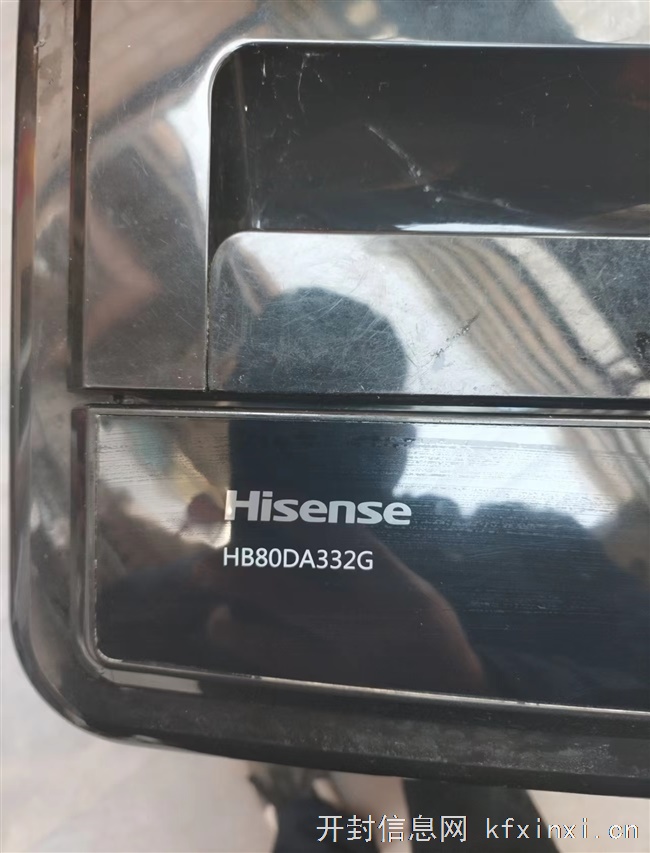 Hisense
HB80DA332G
开封信息网 kfxinxi.cn